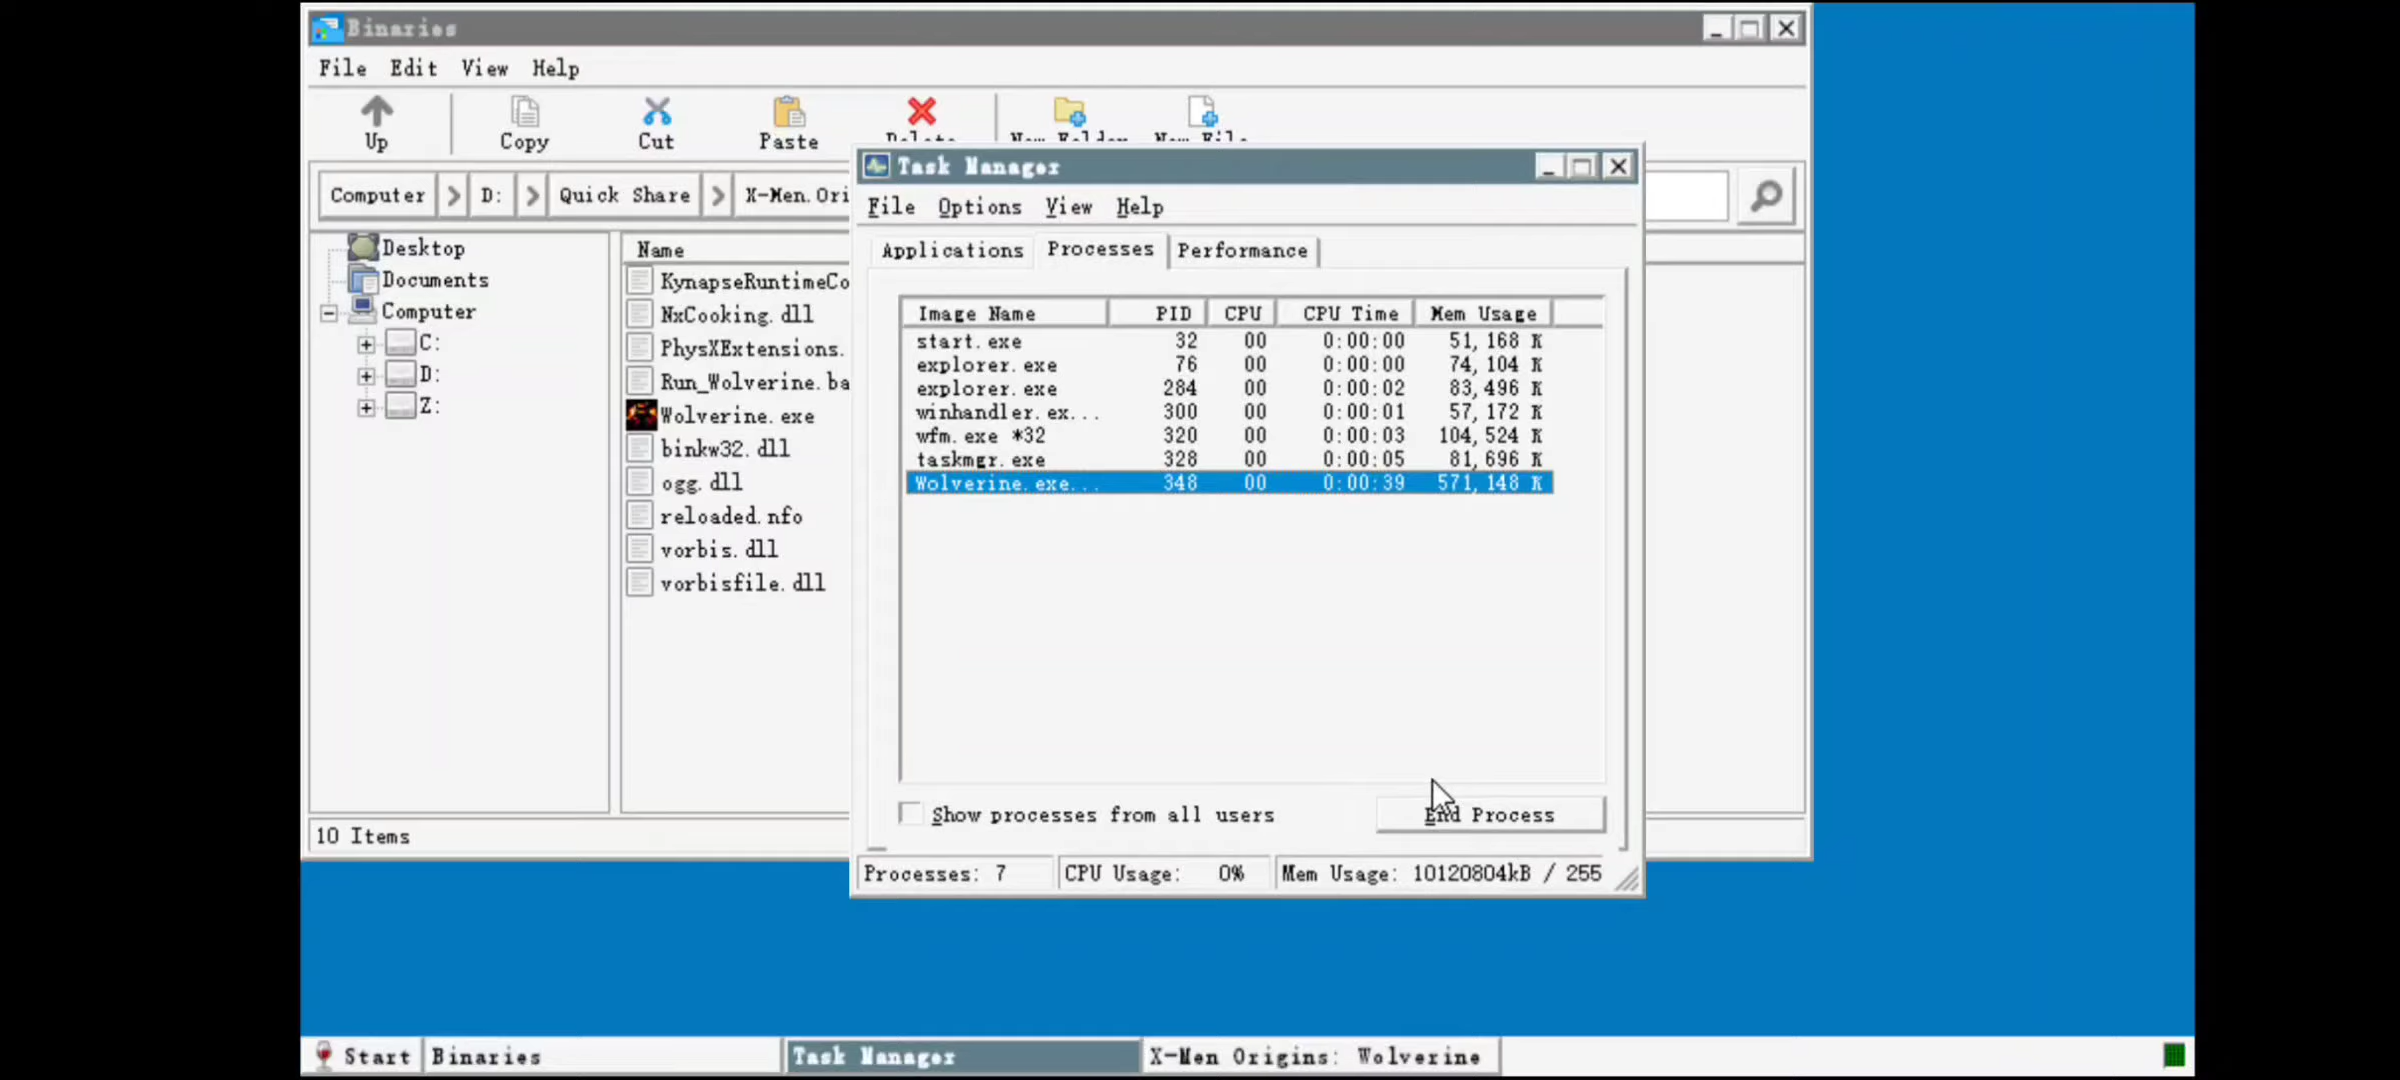 Binaries
File Edit View Help
Up Copy Cut Paste Delete New Folder New File
Computer D: Quick Share X-Men.Ori
Desktop
Documents
Computer
C:
D:
Z:
Name
KynapseRuntimeCo
NxCooking.dll
PhysXExtensions.
Run_Wolverine.ba
Wolverine.exe
binkw32.dll
ogg.dll
reloaded.nfo
vorbis.dll
vorbisfile.dll
10 Items
Task Manager
File Options View Help
Applications Processes Performance
Image Name PID CPU CPU Time Mem Usage
start.exe 32 00 0:00:00 51,168 K
explorer.exe 76 00 0:00:00 74,104 K
explorer.exe 284 00 0:00:02 83,496 K
winhandler.ex... 300 00 0:00:01 57,172 K
wfm.exe *32 320 00 0:00:03 104,524 K
taskmgr.exe 328 00 0:00:05 81,696 K
Wolverine.exe... 348 00 0:00:39 571,148 K
Show processes from all users End Process
Processes: 7 CPU Usage: 0% Mem Usage: 10120804kB / 255
Start Binaries Task Manager X-Men Origins: Wolverine